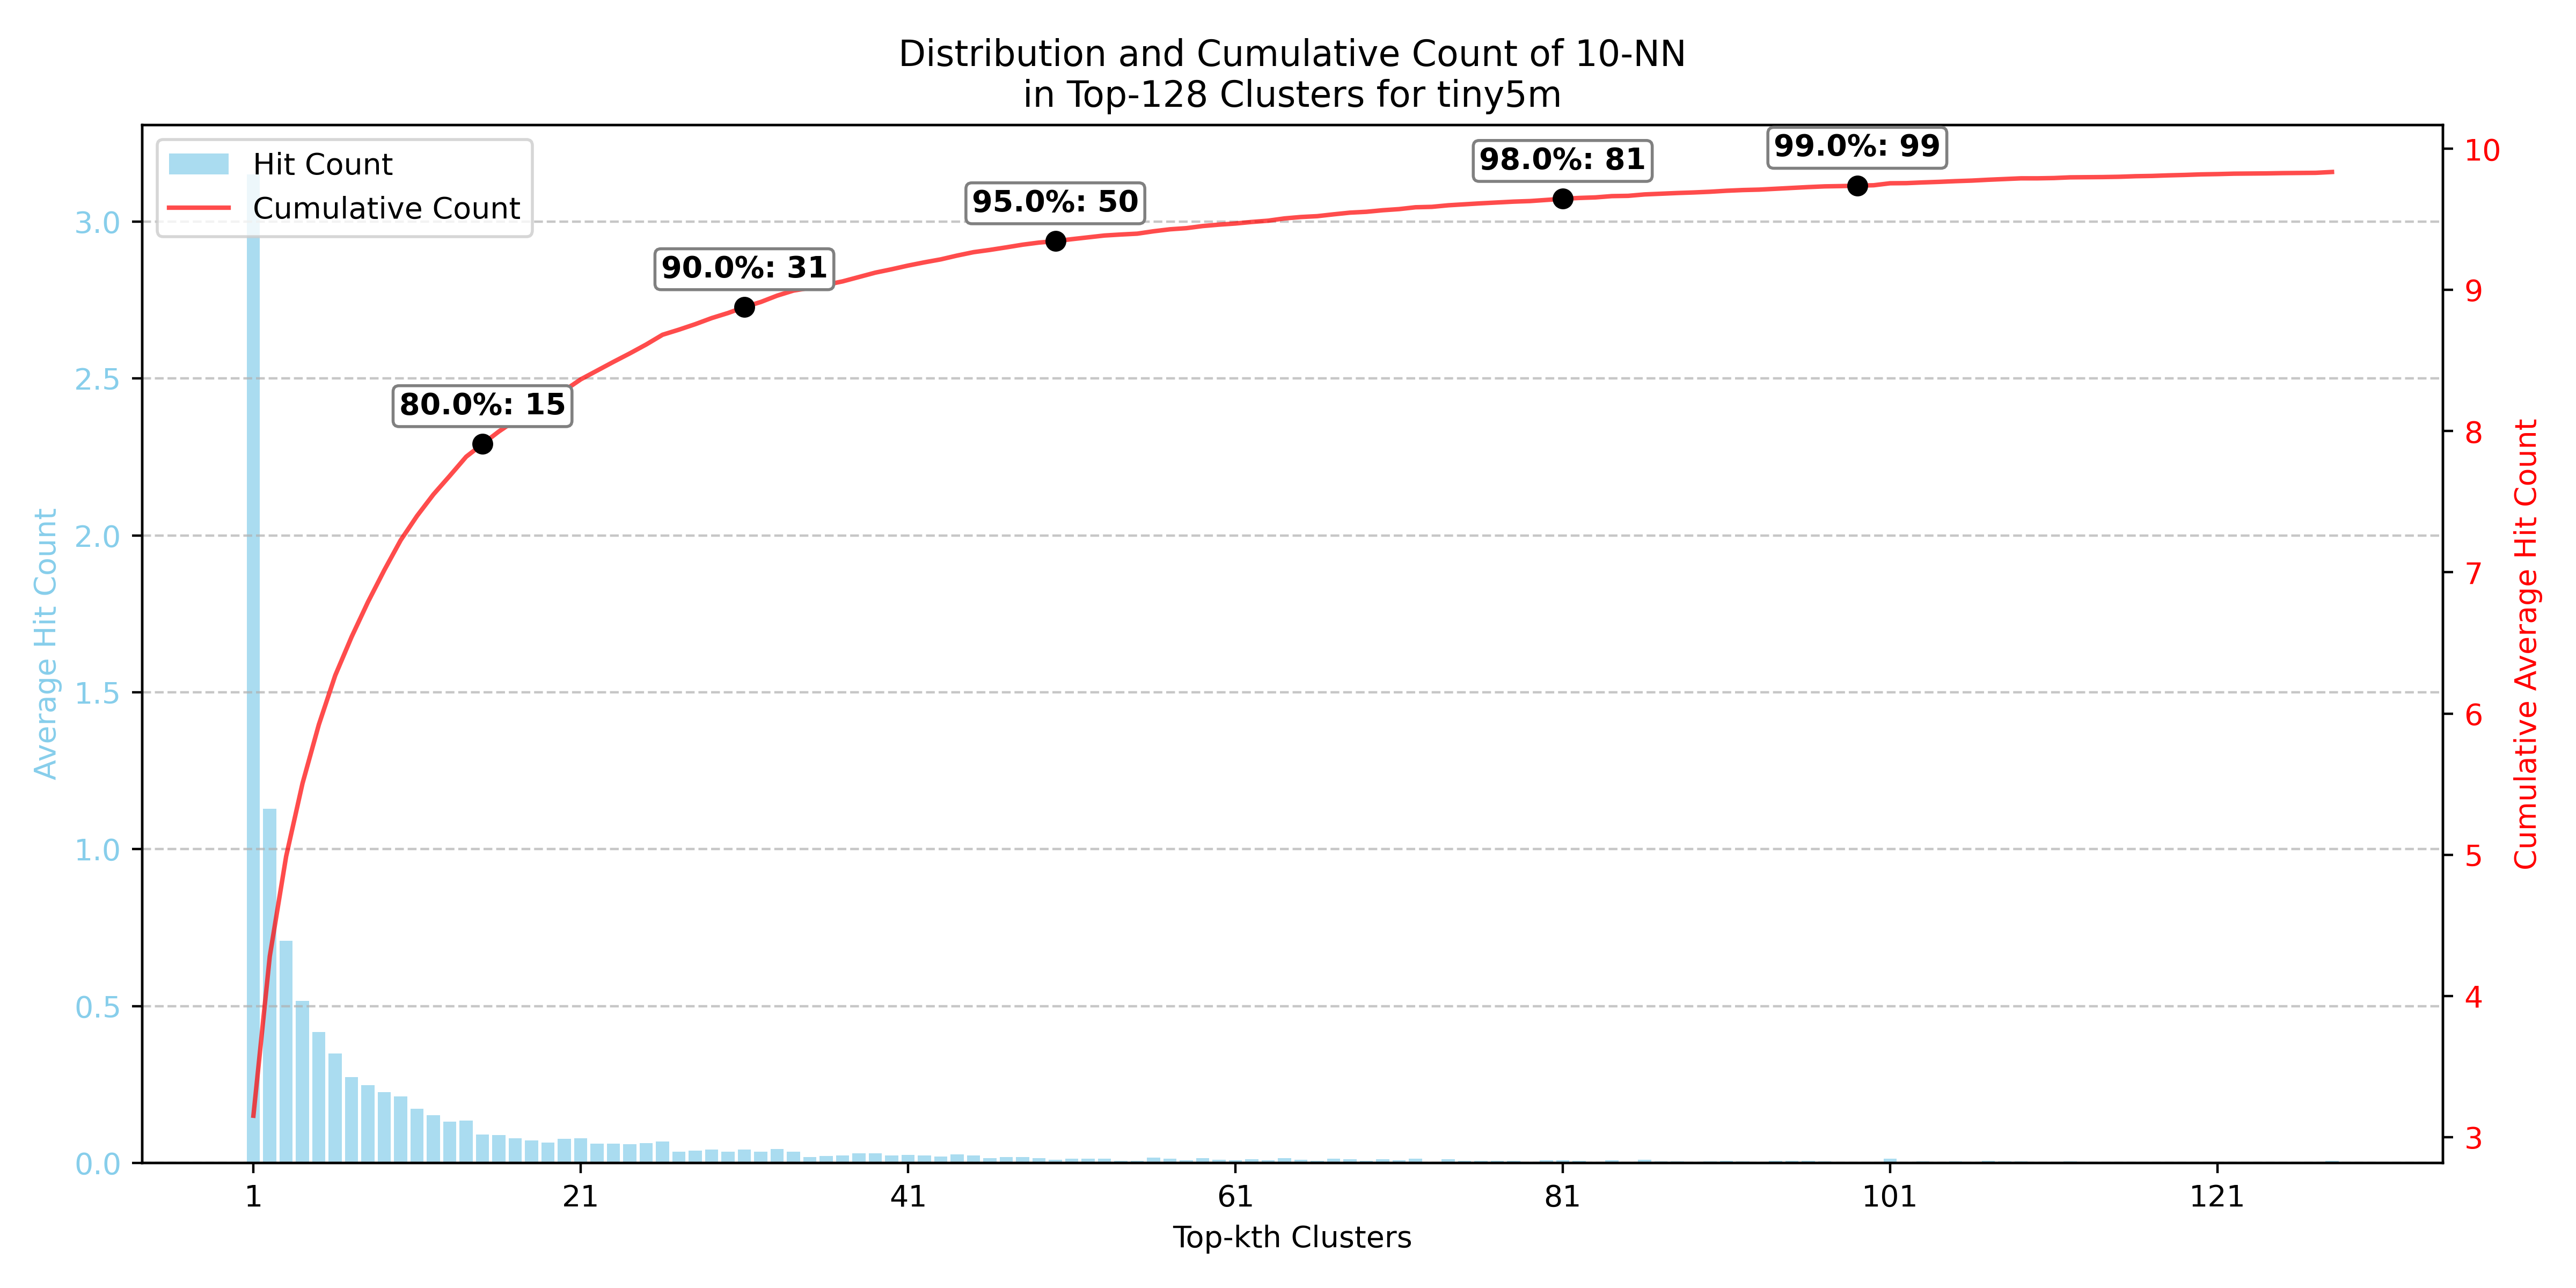 Distribution and Cumulative Count of 10-NN
in Top-128 Clusters for tiny5m
Hit Count
Cumulative Count
80.0%: 15
90.0%: 31
95.0%: 50
98.0%: 81
99.0%: 99
Average Hit Count
3.0
2.5
2.0
1.5
1.0
0.5
0.0
Cumulative Average Hit Count
10
9
8
7
6
5
4
3
1 21 41 61 81 101 121
Top-kth Clusters